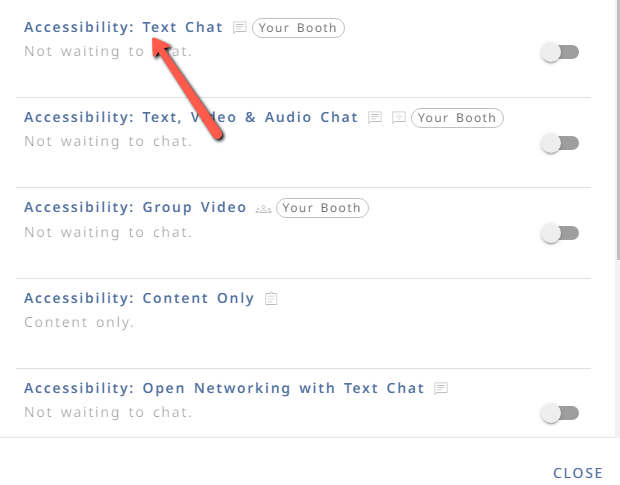 Accessibility: Text Chat Your Booth
Not waiting to chat.
Accessibility: Text, Video & Audio Chat Your Booth
Not waiting to chat.
Accessibility: Group Video Your Booth
Not waiting to chat.
Accessibility: Content Only
Content only.
Accessibility: Open Networking with Text Chat
Not waiting to chat.
CLOSE